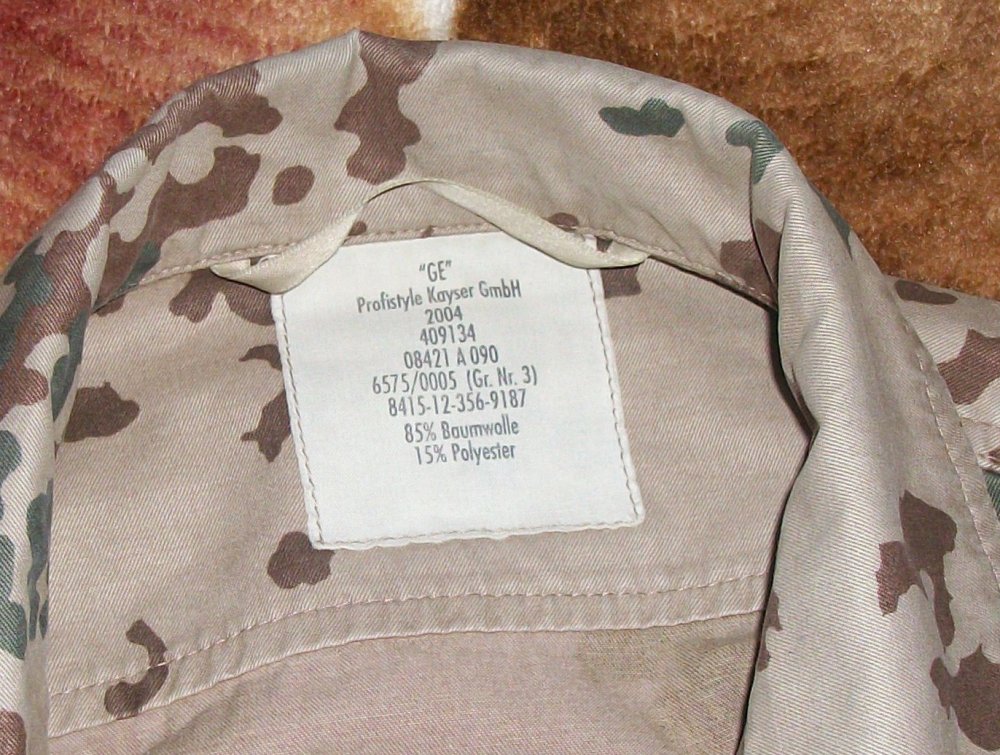 "GE"
Profistyle Kayser GmbH
2004
409134
08421 A 090
6575/0005 (Gr. Nr. 3)
8415-12-356-9187
85% Baumwolle
15% Polyester